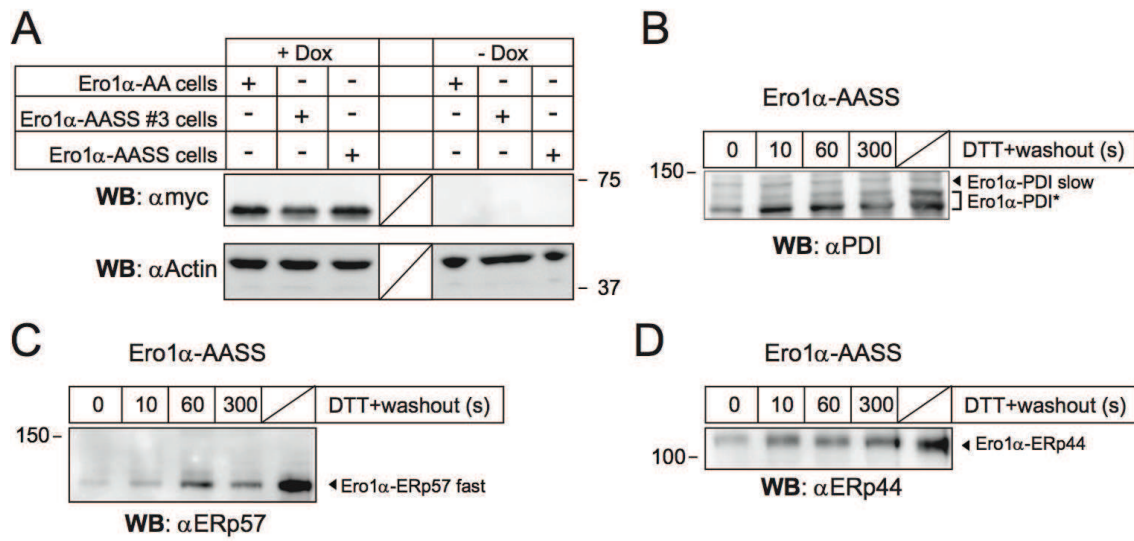 A
+ Dox - Dox
Ero1α-AA cells + - - + - -
Ero1α-AASS #3 cells - + - - + -
Ero1α-AASS cells - - + - - +
WB: αmyc
75
WB: αActin
37
B
Ero1α-AASS
0 10 60 300 DTT+washout (s)
150
Ero1α-PDI slow
Ero1α-PDI*
WB: αPDI
C
Ero1α-AASS
0 10 60 300 DTT+washout (s)
150
Ero1α-ERp57 fast
WB: αERp57
D
Ero1α-AASS
0 10 60 300 DTT+washout (s)
Ero1α-ERp44
100
WB: αERp44